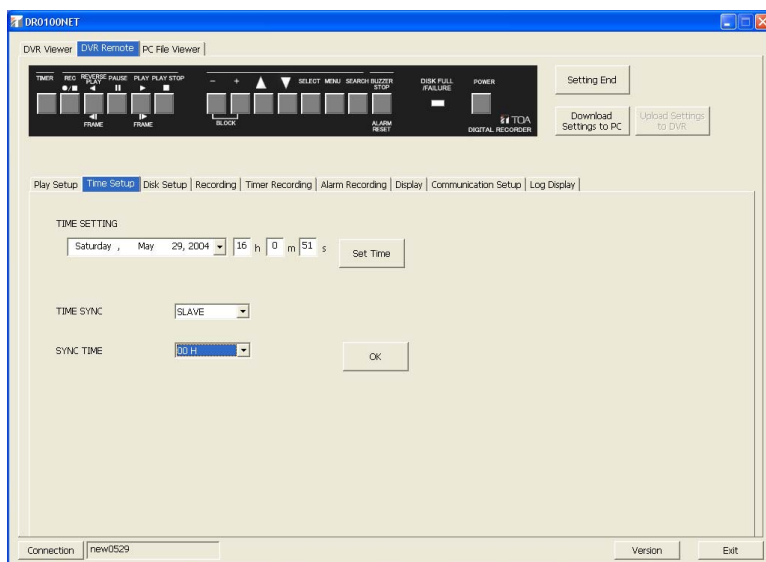 DRO100NET
DVR Viewer DVR Remote PC File Viewer
TIMER REC REVERSE PLAY PAUSE PLAY PLAY STOP - + SELECT MENU SEARCH BUZZER STOP DISK FULL /FAILURE POWER
FRAME FRAME BLOCK ALARM RESET TOA
DIGITAL RECORDER
Setting End
Download Settings to PC Upload Settings to DVR
Play Setup Time Setup Disk Setup Recording Timer Recording Alarm Recording Display Communication Setup Log Display
TIME SETTING
Saturday , May 29, 2004 16 h 0 m 51 s Set Time
TIME SYNC SLAVE
SYNC TIME 00 H OK
Connection new0529 Version Exit